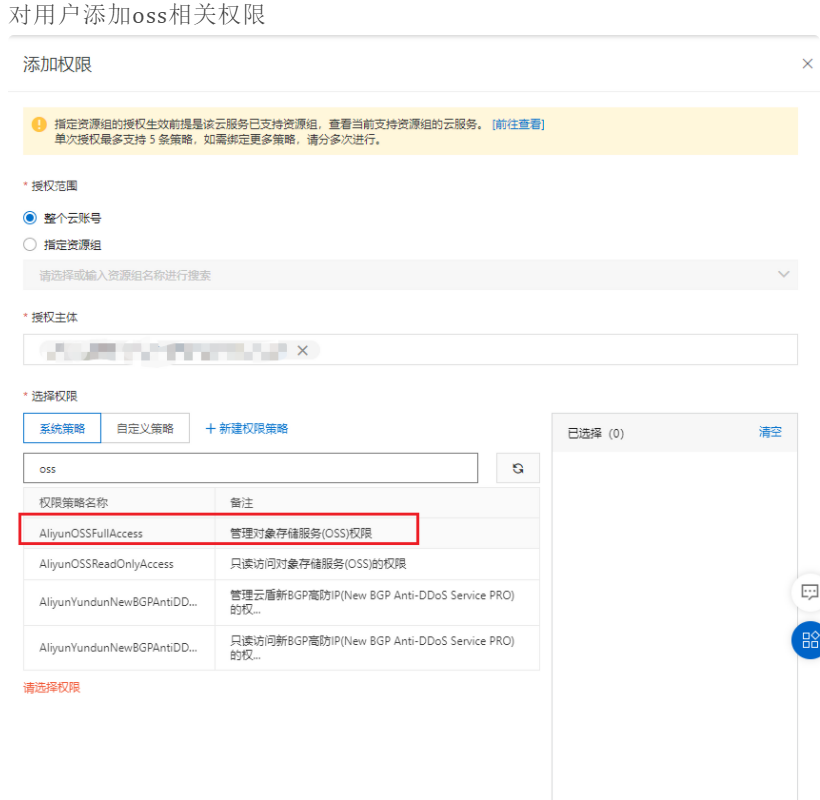 对用户添加oss相关权限
添加权限
指定资源组的授权生效前提是该云服务已支持资源组，查看当前支持资源组的云服务。 [前往查看]
单次授权最多支持 5 条策略，如需绑定更多策略，请分多次进行。
* 授权范围
整个云账号
指定资源组
请选择或输入资源组名称进行搜索
* 授权主体
* 选择权限
系统策略 自定义策略 + 新建权限策略
已选择 (0) 清空
oss
权限策略名称 备注
AliyunOSSFullAccess 管理对象存储服务(OSS)权限
AliyunOSSReadOnlyAccess 只读访问对象存储服务(OSS)的权限
AliyunYundunNewBGPAntiDD... 管理云盾新BGP高防IP(New BGP Anti-DDoS Service PRO)
的权...
AliyunYundunNewBGPAntiDD... 只读访问新BGP高防IP(New BGP Anti-DDoS Service PRO)
的权...
请选择权限